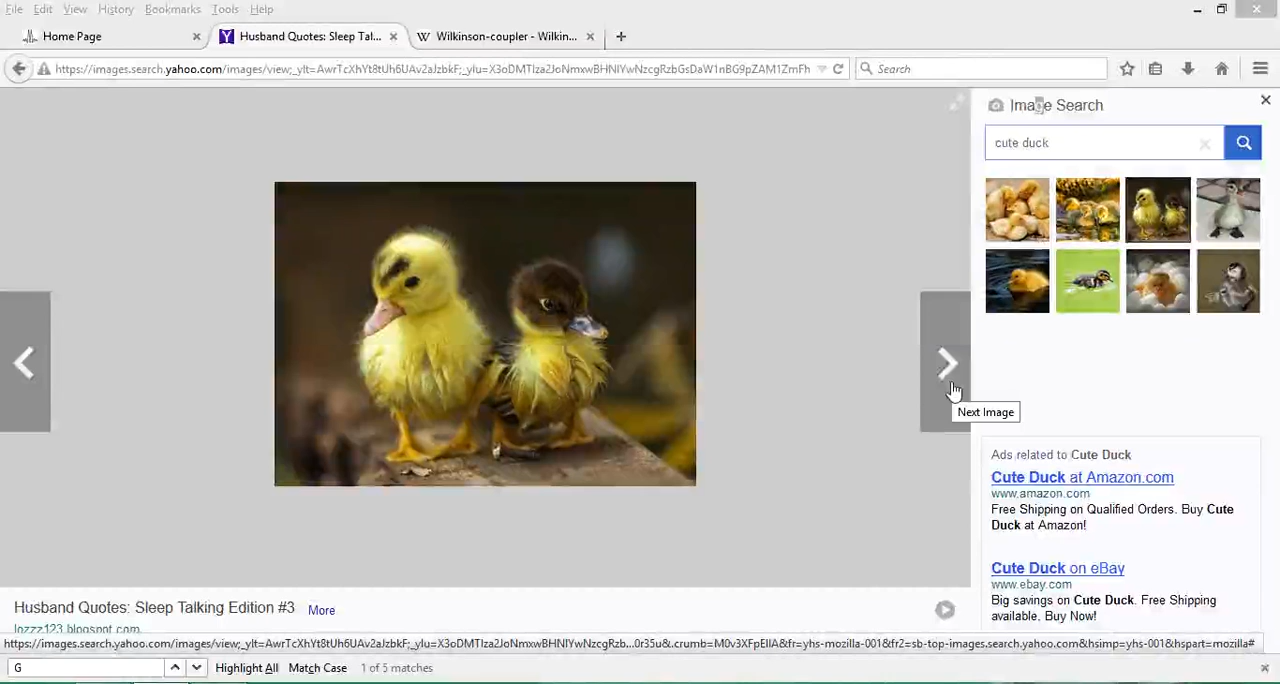 File Edit View History Bookmarks Tools Help
Home Page × Husband Quotes: Sleep Tal... × Wilkinson-coupler - Wilkin... × +
https://images.search.yahoo.com/images/view;_ylt=AwrTcXhYt8tUh6UAv2aJzbkF;_ylu=X3oDMTIza2JoNmxwBHNlYwNzcgRzbGsDaW1nBG9pZAM1ZmFh Search
Image Search
cute duck
Next Image
Ads related to Cute Duck
Cute Duck at Amazon.com
www.amazon.com
Free Shipping on Qualified Orders. Buy Cute
Duck at Amazon!
Cute Duck on eBay
www.ebay.com
Big savings on Cute Duck. Free Shipping
available. Buy Now!
Husband Quotes: Sleep Talking Edition #3 More
lozzz123.blogspot.com
https://images.search.yahoo.com/images/view;_ylt=AwrTcXhYt8tUh6UAv2aJzbkF;_ylu=X3oDMTIza2JoNmxwBHNlYwNzcgRzb...0r35u&.crumb=M0v3XFpEIIA&fr=yhs-mozilla-001&fr2=sb-top-images.search.yahoo.com&hsimp=yhs-001&hspart=mozilla#
G Highlight All Match Case 1 of 5 matches